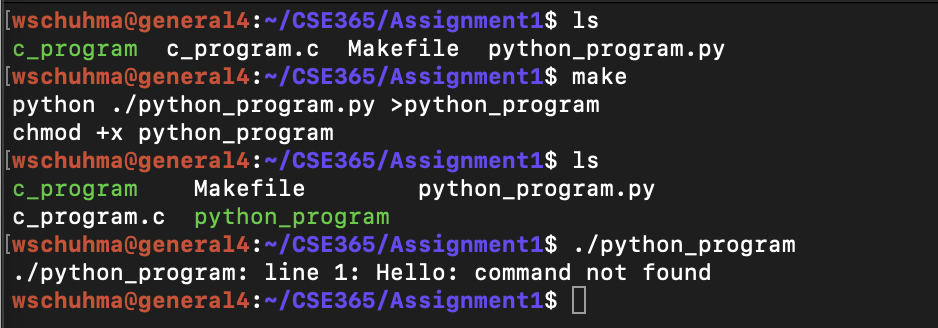 [wschuhma@general4:~/CSE365/Assignment1$ ls
c_program  c_program.c  Makefile  python_program.py
[wschuhma@general4:~/CSE365/Assignment1$ make
python ./python_program.py >python_program
chmod +x python_program
[wschuhma@general4:~/CSE365/Assignment1$ ls
c_program    Makefile        python_program.py
c_program.c  python_program
[wschuhma@general4:~/CSE365/Assignment1$ ./python_program
./python_program: line 1: Hello: command not found
wschuhma@general4:~/CSE365/Assignment1$